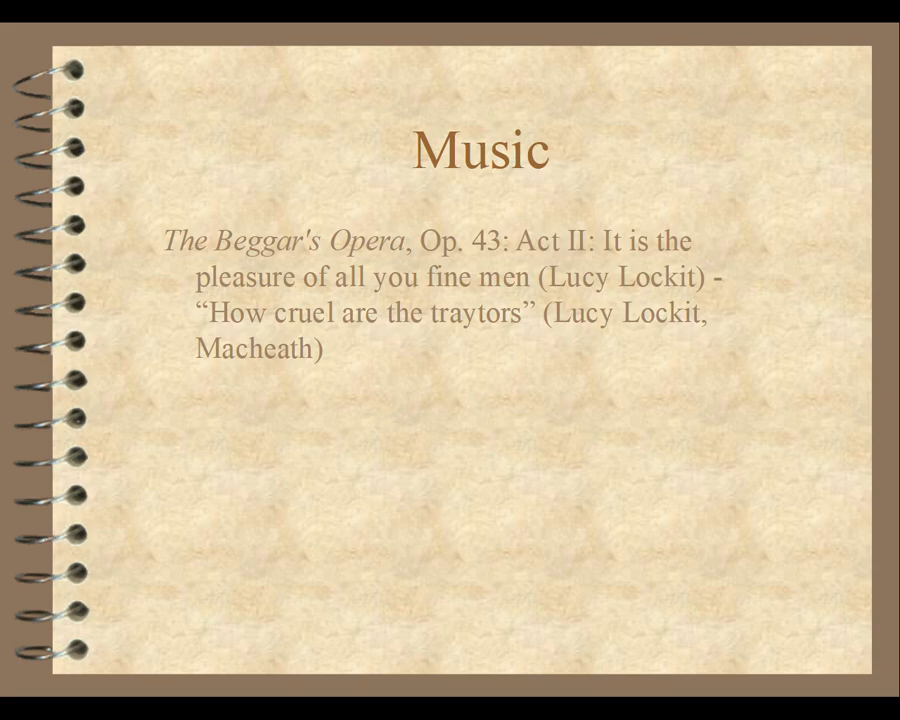 Music
The Beggar's Opera, Op. 43: Act II: It is the
pleasure of all you fine men (Lucy Lockit) -
“How cruel are the traytors” (Lucy Lockit,
Macheath)